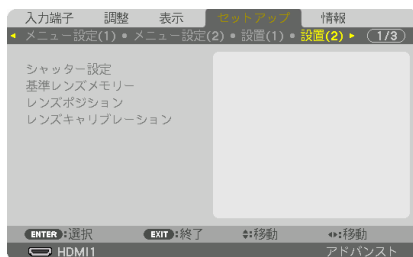 入力端子 調整 表示 セットアップ 情報
◂ メニュー設定(1) ● メニュー設定(2) ● 設置(1) ● 設置(2) ▸ 1/3
シャッター設定
基準レンズメモリー
レンズポジション
レンズキャリブレーション
ENTER:選択 EXIT:終了 ◆:移動 ◂▸:移動
HDMI1 アドバンスト